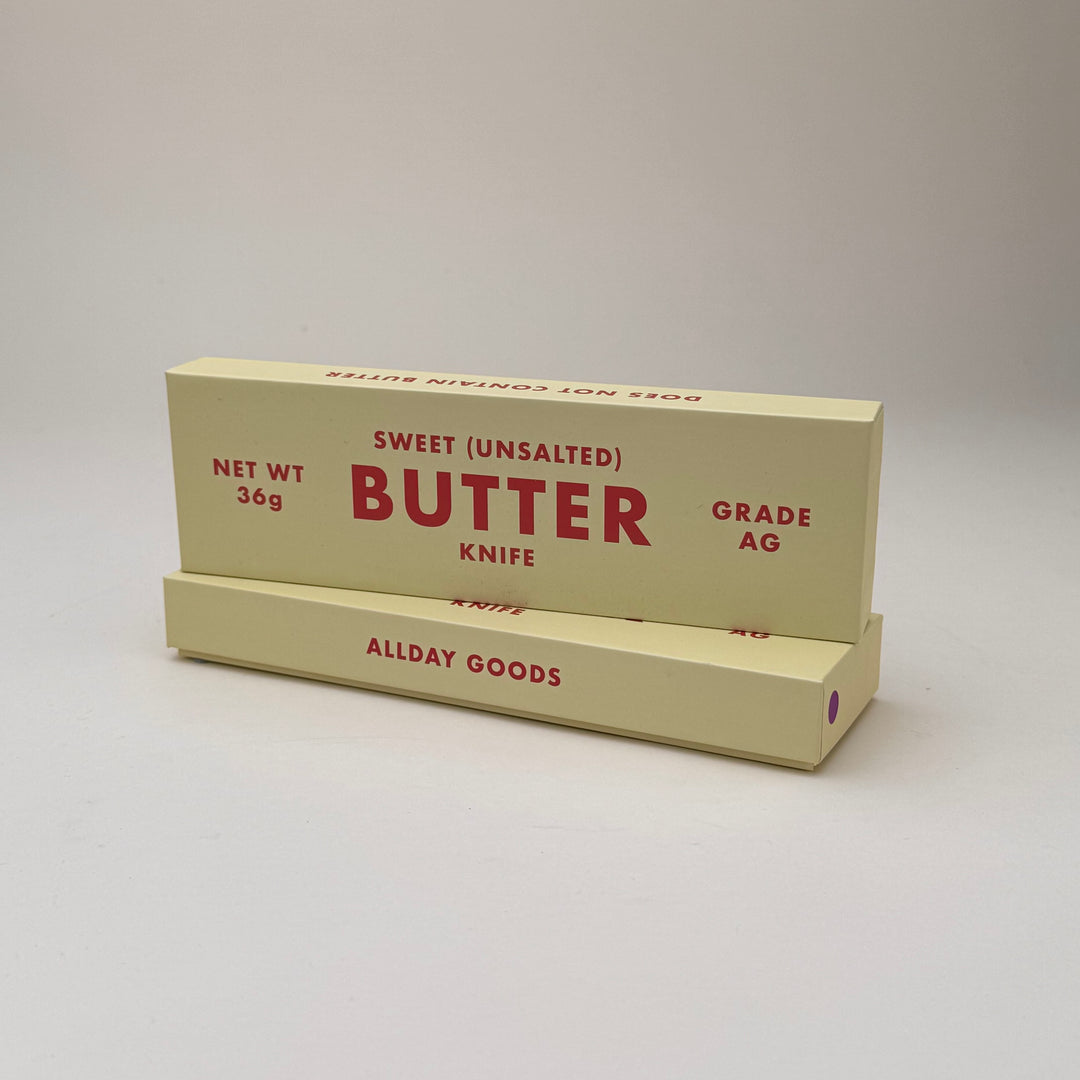 DOES NOT CONTAIN BUTTER
SWEET (UNSALTED)
BUTTER
KNIFE
NET WT
36g
GRADE
AG
KNIFE
AG
ALLDAY GOODS